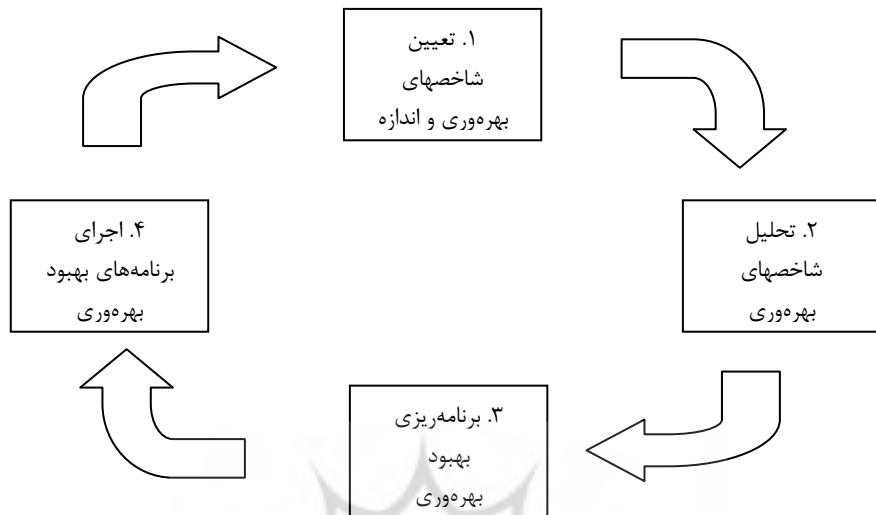 ۱. تعیین
شاخصهای
بهره‌وری و اندازه
۲. تحلیل
شاخصهای
بهره‌وری
۳. برنامه‌ریزی
بهبود
بهره‌وری
۴. اجرای
برنامه‌های بهبود
بهره‌وری